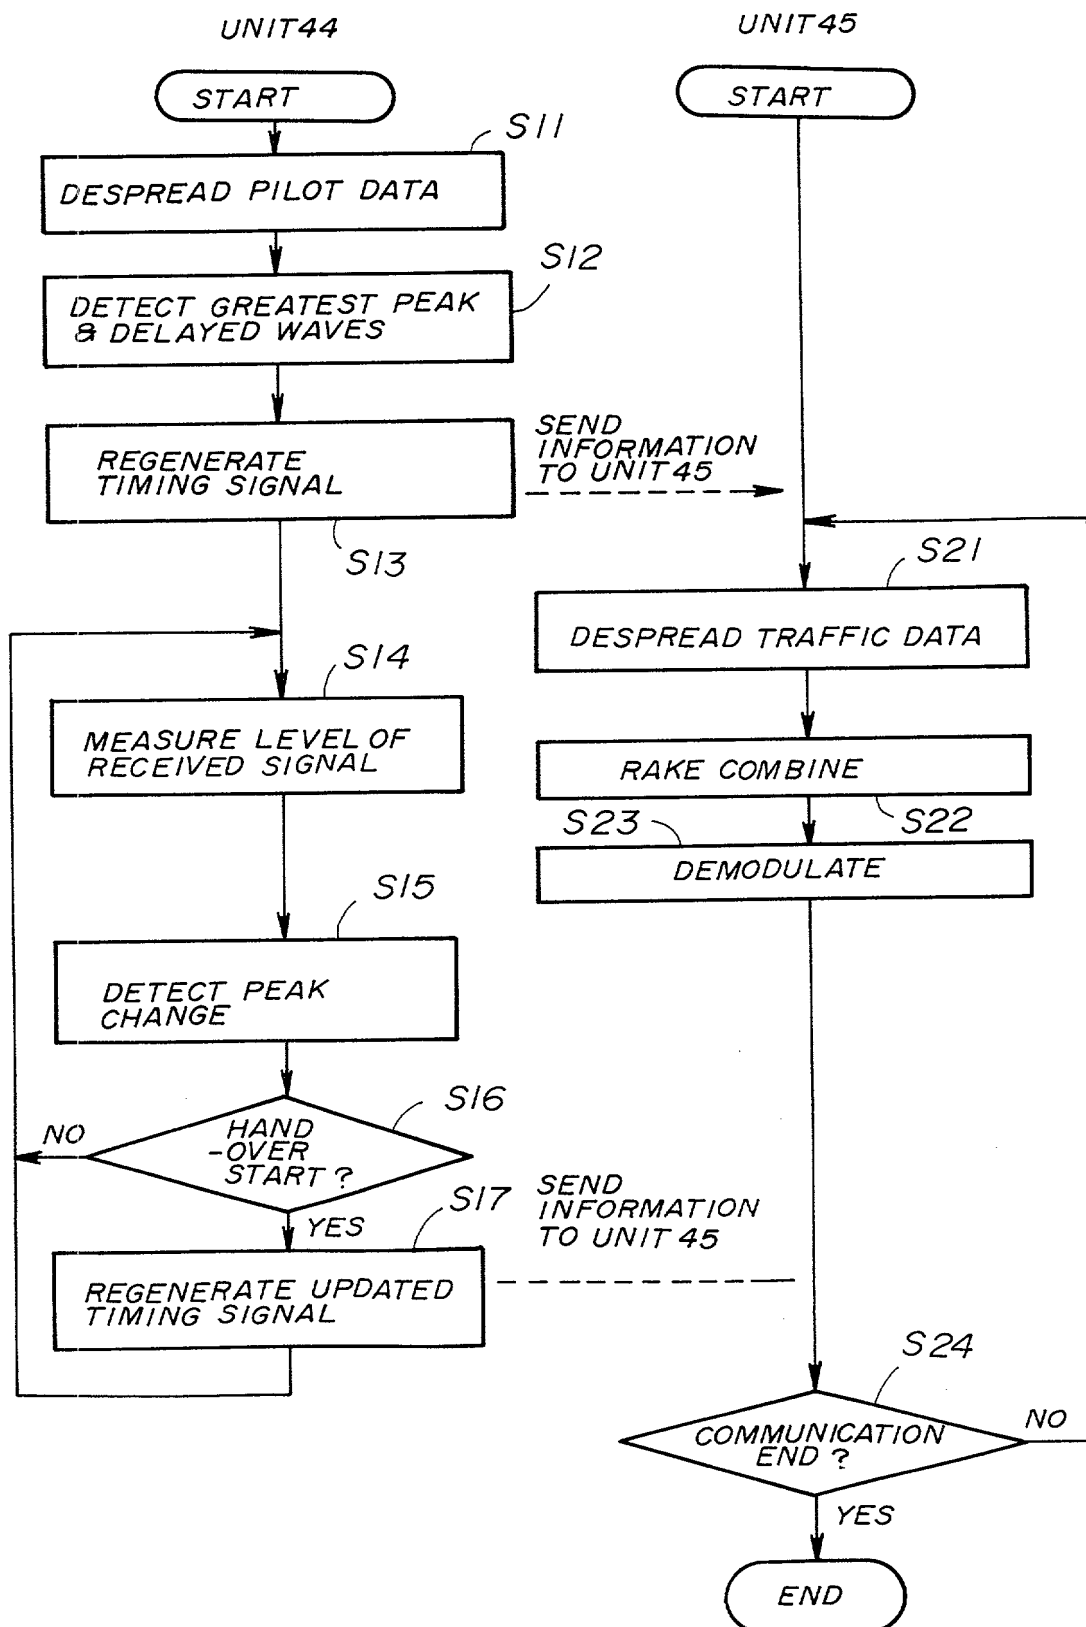 UNIT44
START
S11
DESPREAD PILOT DATA
S12
DETECT GREATEST PEAK
& DELAYED WAVES
REGENERATE
TIMING SIGNAL
S13
SEND
INFORMATION
TO UNIT45
S14
MEASURE LEVEL OF
RECEIVED SIGNAL
S15
DETECT PEAK
CHANGE
S16
HAND
-OVER
START?
NO
YES
S17
REGENERATE UPDATED
TIMING SIGNAL
SEND
INFORMATION
TO UNIT 45
UNIT45
START
S21
DESPREAD TRAFFIC DATA
RAKE COMBINE
S22
S23
DEMODULATE
S24
COMMUNICATION
END?
NO
YES
END